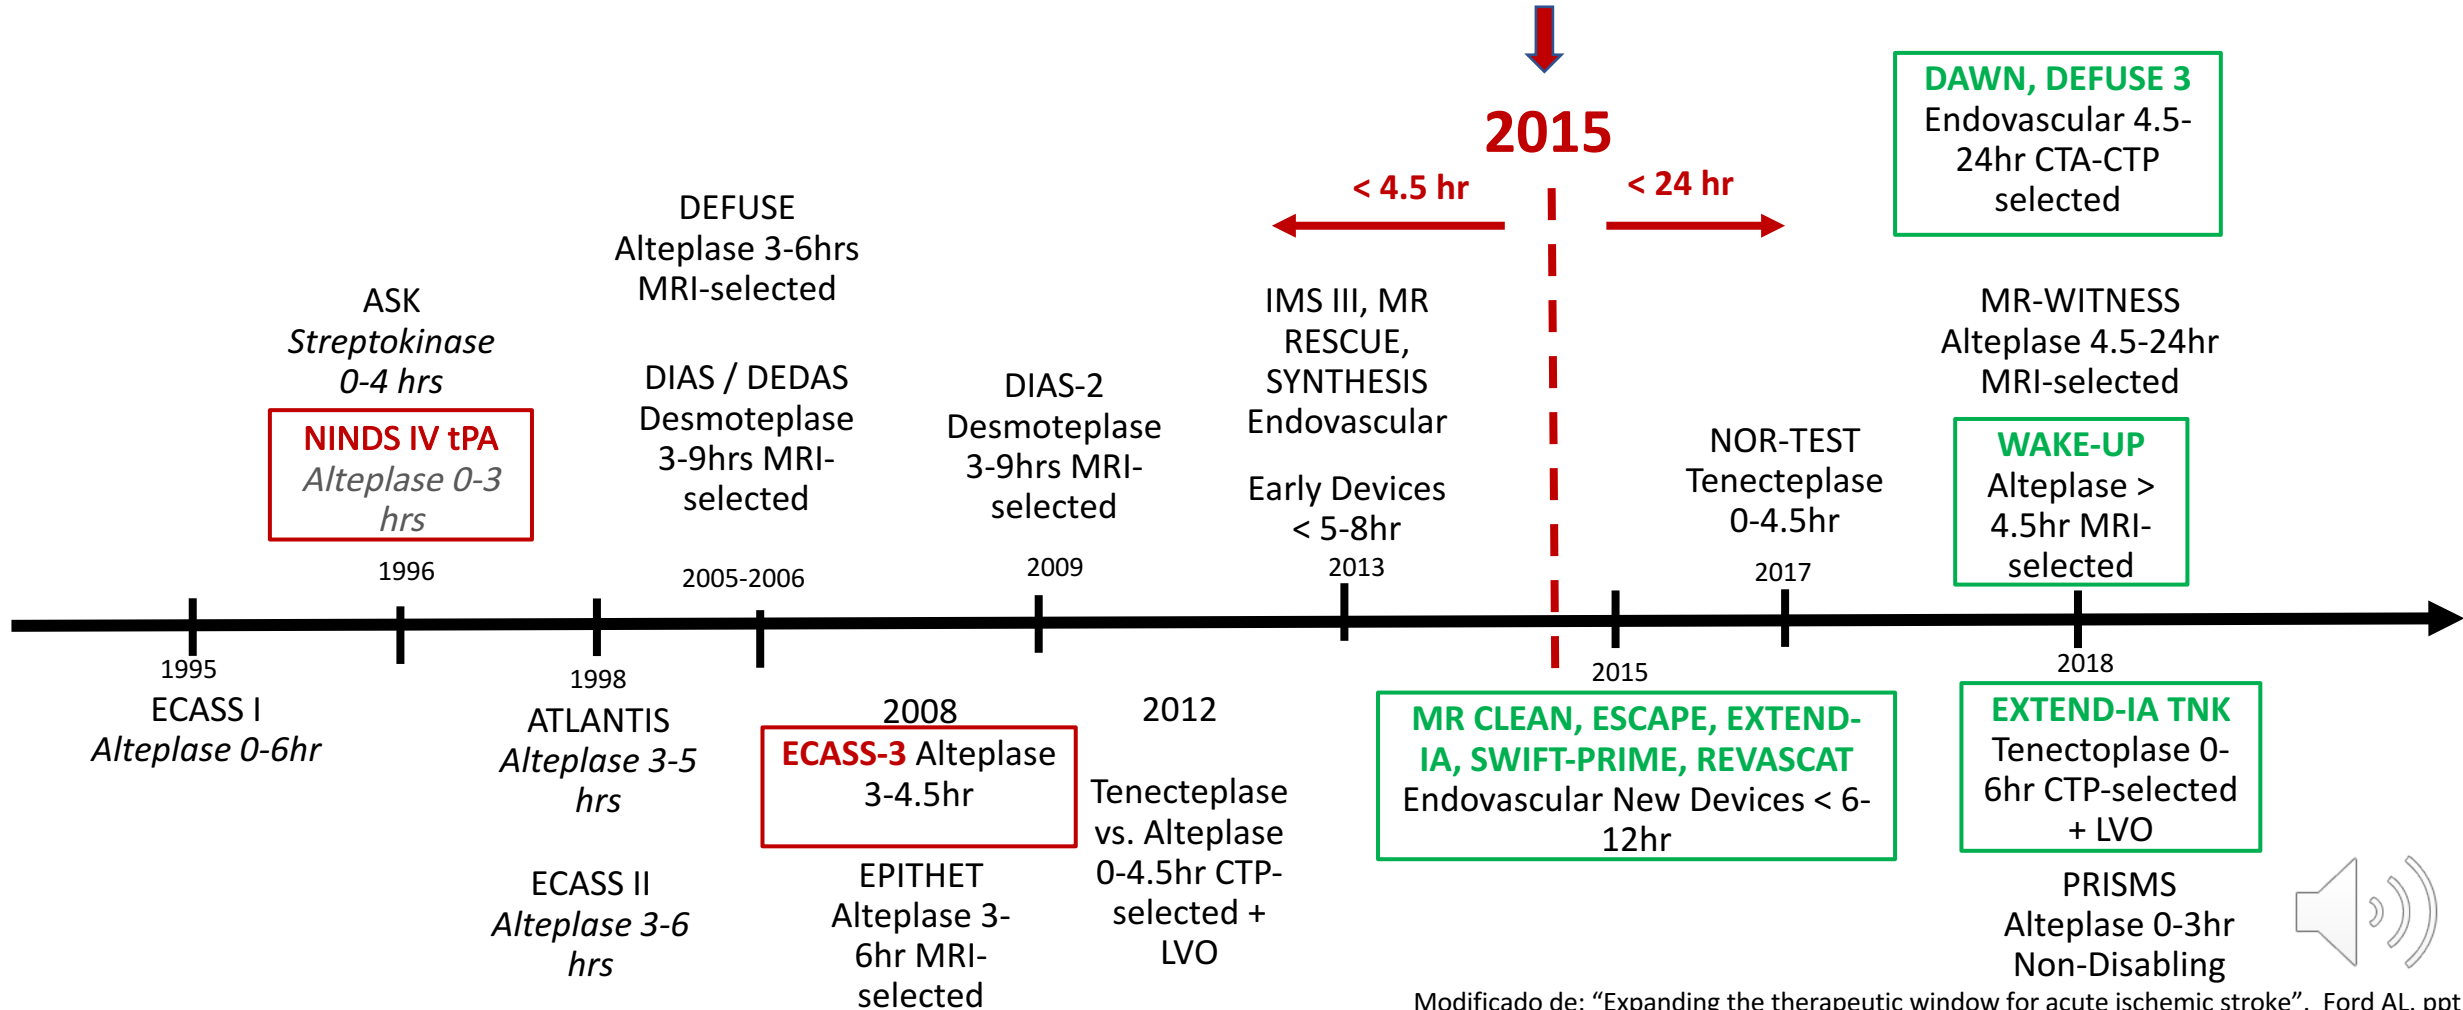 2015
< 4.5 hr
< 24 hr
DAWN, DEFUSE 3
Endovascular 4.5-
24hr CTA-CTP
selected
DEFUSE
Alteplase 3-6hrs
MRI-selected
ASK
Streptokinase
0-4 hrs
NINDS IV tPA
Alteplase 0-3
hrs
1996
DIAS / DEDAS
Desmoteplase
3-9hrs MRI-
selected
2005-2006
DIAS-2
Desmoteplase
3-9hrs MRI-
selected
2009
IMS III, MR
RESCUE,
SYNTHESIS
Endovascular
Early Devices
< 5-8hr
2013
NOR-TEST
Tenecteplase
0-4.5hr
2017
MR-WITNESS
Alteplase 4.5-24hr
MRI-selected
WAKE-UP
Alteplase >
4.5hr MRI-
selected
1995
ECASS I
Alteplase 0-6hr
1998
ATLANTIS
Alteplase 3-5
hrs
ECASS II
Alteplase 3-6
hrs
2008
ECASS-3 Alteplase
3-4.5hr
EPITHET
Alteplase 3-
6hr MRI-
selected
2012
Tenecteplase
vs. Alteplase
0-4.5hr CTP-
selected +
LVO
2015
MR CLEAN, ESCAPE, EXTEND-
IA, SWIFT-PRIME, REVASCAT
Endovascular New Devices < 6-
12hr
2018
EXTEND-IA TNK
Tenectoplase 0-
6hr CTP-selected
+ LVO
PRISMS
Alteplase 0-3hr
Non-Disabling
Modificado de: “Expanding the therapeutic window for acute ischemic stroke”. Ford AL. ppt